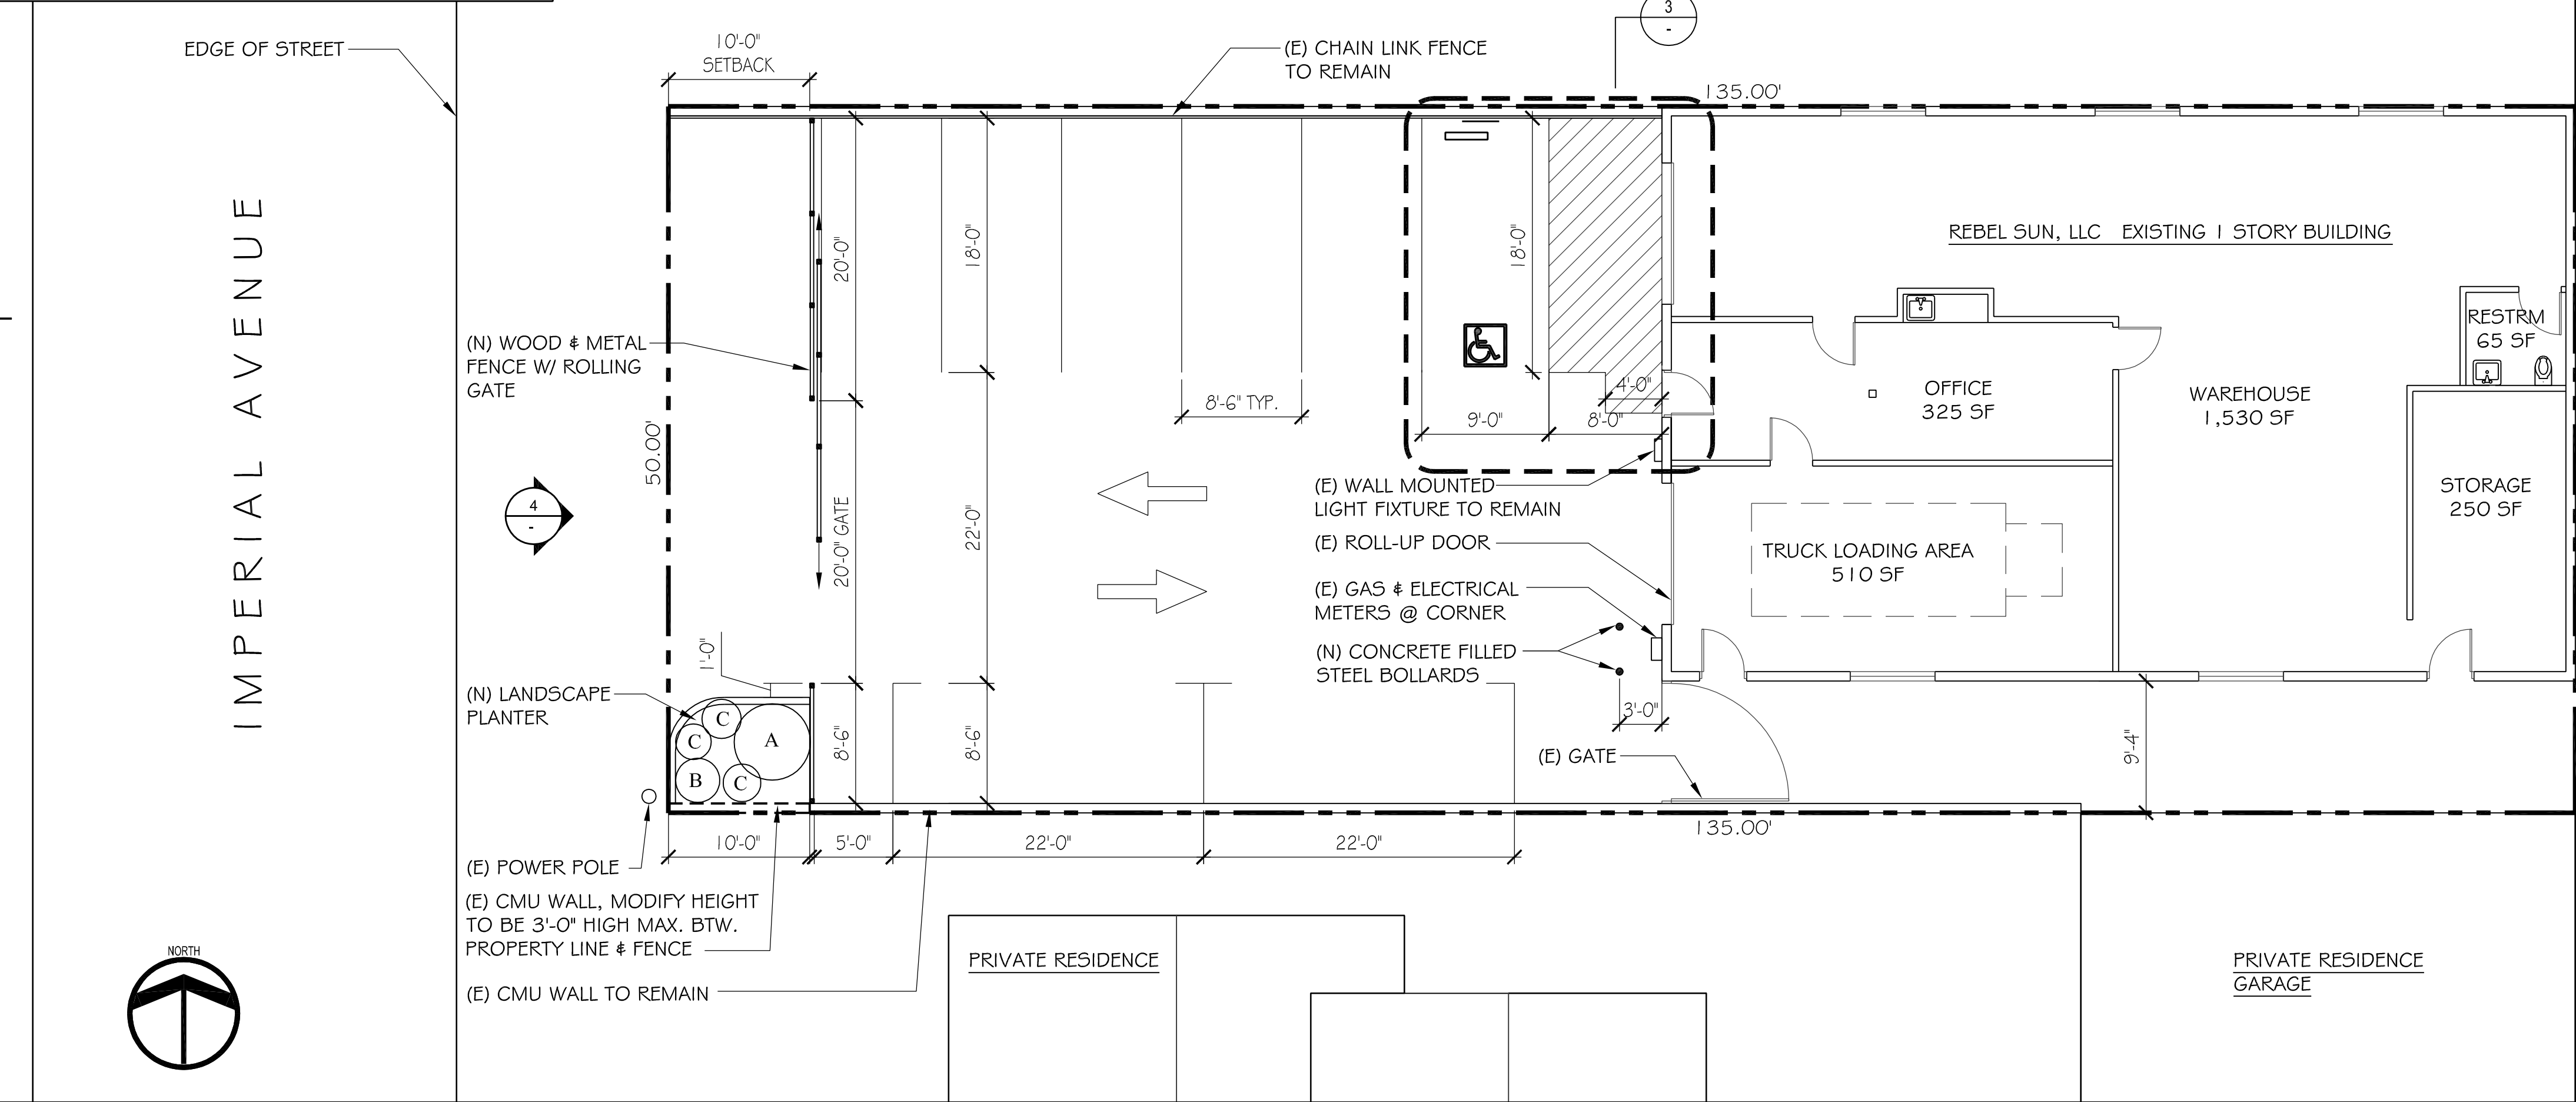 3
-
EDGE OF STREET
10'-0"
SETBACK
(E) CHAIN LINK FENCE
TO REMAIN
135.00'
IMPERIAL AVENUE
20'-0"
18'-0"
18'-0"
REBEL SUN, LLC EXISTING 1 STORY BUILDING
(N) WOOD & METAL
FENCE W/ ROLLING
GATE
RESTRM
65 SF
8'-6" TYP.
4'-0"
9'-0"
8'-0"
OFFICE
325 SF
WAREHOUSE
1,530 SF
50.00'
4
-
20'-0" GATE
22'-0"
(E) WALL MOUNTED
LIGHT FIXTURE TO REMAIN
(E) ROLL-UP DOOR
(E) GAS & ELECTRICAL
METERS @ CORNER
(N) CONCRETE FILLED
STEEL BOLLARDS
TRUCK LOADING AREA
510 SF
STORAGE
250 SF
1'-0"
(N) LANDSCAPE
PLANTER
C
C
A
B
C
8'-6"
8'-6"
3'-0"
(E) GATE
9'-4"
135.00'
10'-0"
5'-0"
22'-0"
22'-0"
(E) POWER POLE
(E) CMU WALL, MODIFY HEIGHT
TO BE 3'-0" HIGH MAX. BTW.
PROPERTY LINE & FENCE
(E) CMU WALL TO REMAIN
NORTH
PRIVATE RESIDENCE
PRIVATE RESIDENCE
GARAGE